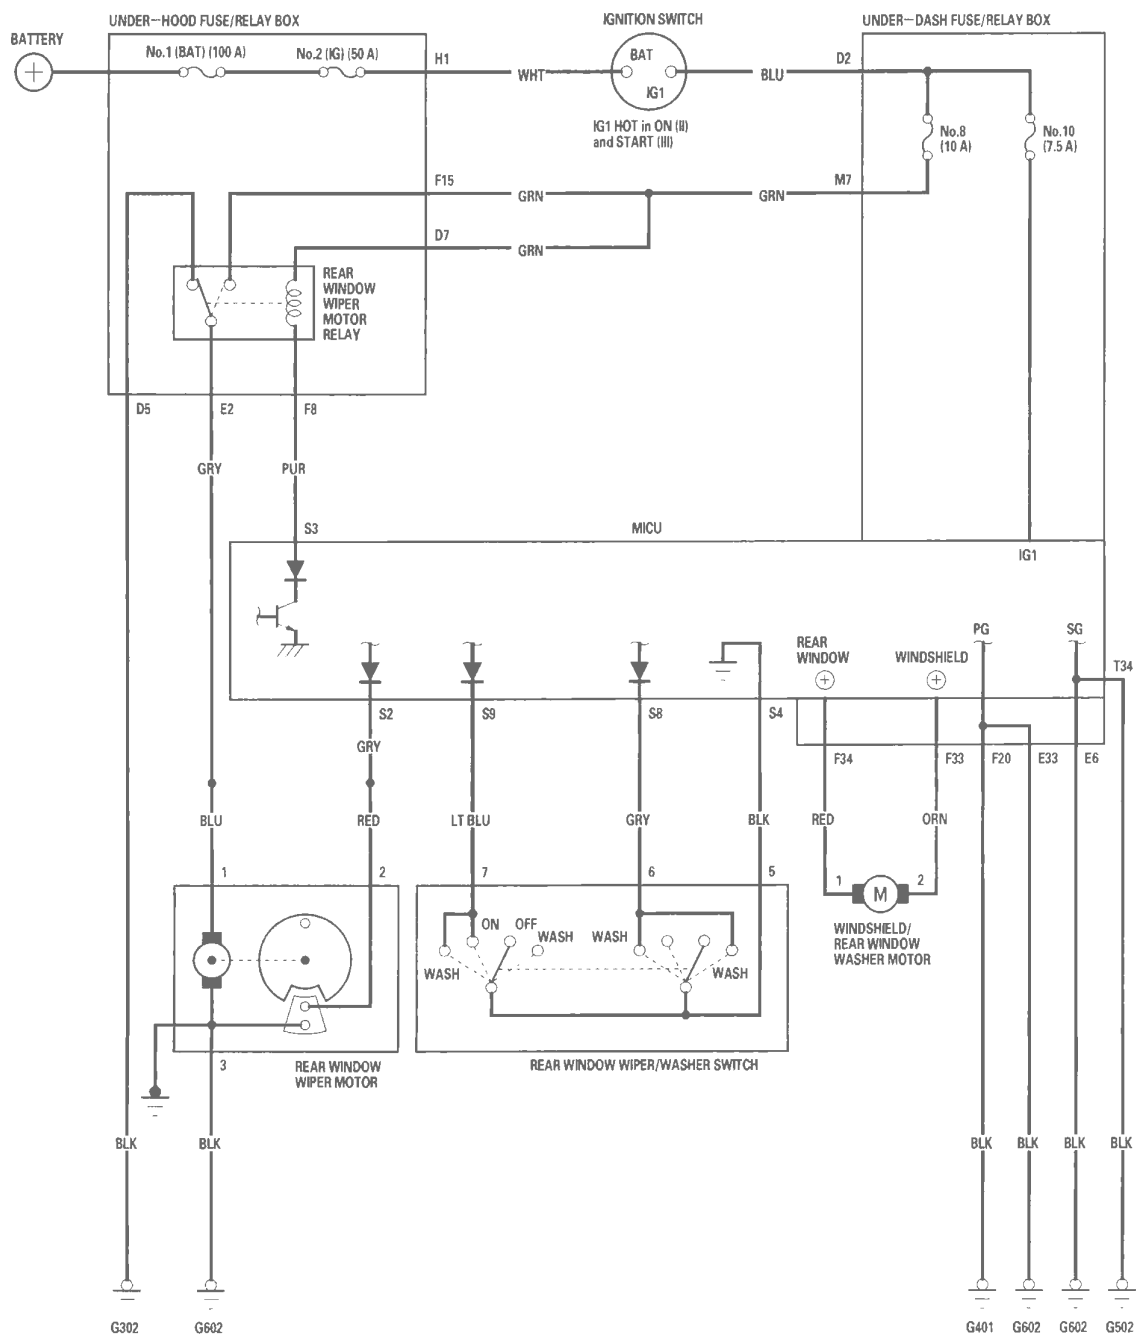 UNDER-HOOD FUSE/RELAY BOX
IGNITION SWITCH
UNDER-DASH FUSE/RELAY BOX
BATTERY
No.1 (BAT) (100 A)
No.2 (IG) (50 A)
H1
WHT
BAT
IG1
BLU
D2
IG1 HOT in ON (II)
and START (III)
No.8
(10 A)
No.10
(7.5 A)
F15
GRN
GRN
M7
D7
GRN
REAR
WINDOW
WIPER
MOTOR
RELAY
D5
E2
F8
GRY
PUR
S3
MICU
IG1
REAR
WINDOW
WINDSHIELD
PG
SG
T34
S2
S9
S8
S4
F34
F33
F20
E33
E6
GRY
BLU
RED
LT BLU
GRY
BLK
RED
ORN
1
2
7
6
5
1
M
2
ON
OFF
WASH
WASH
WASH
WASH
WINDSHIELD/
REAR WINDOW
WASHER MOTOR
3
REAR WINDOW
WIPER MOTOR
REAR WINDOW WIPER/WASHER SWITCH
BLK
BLK
BLK
BLK
BLK
BLK
G302
G602
G401
G602
G602
G502